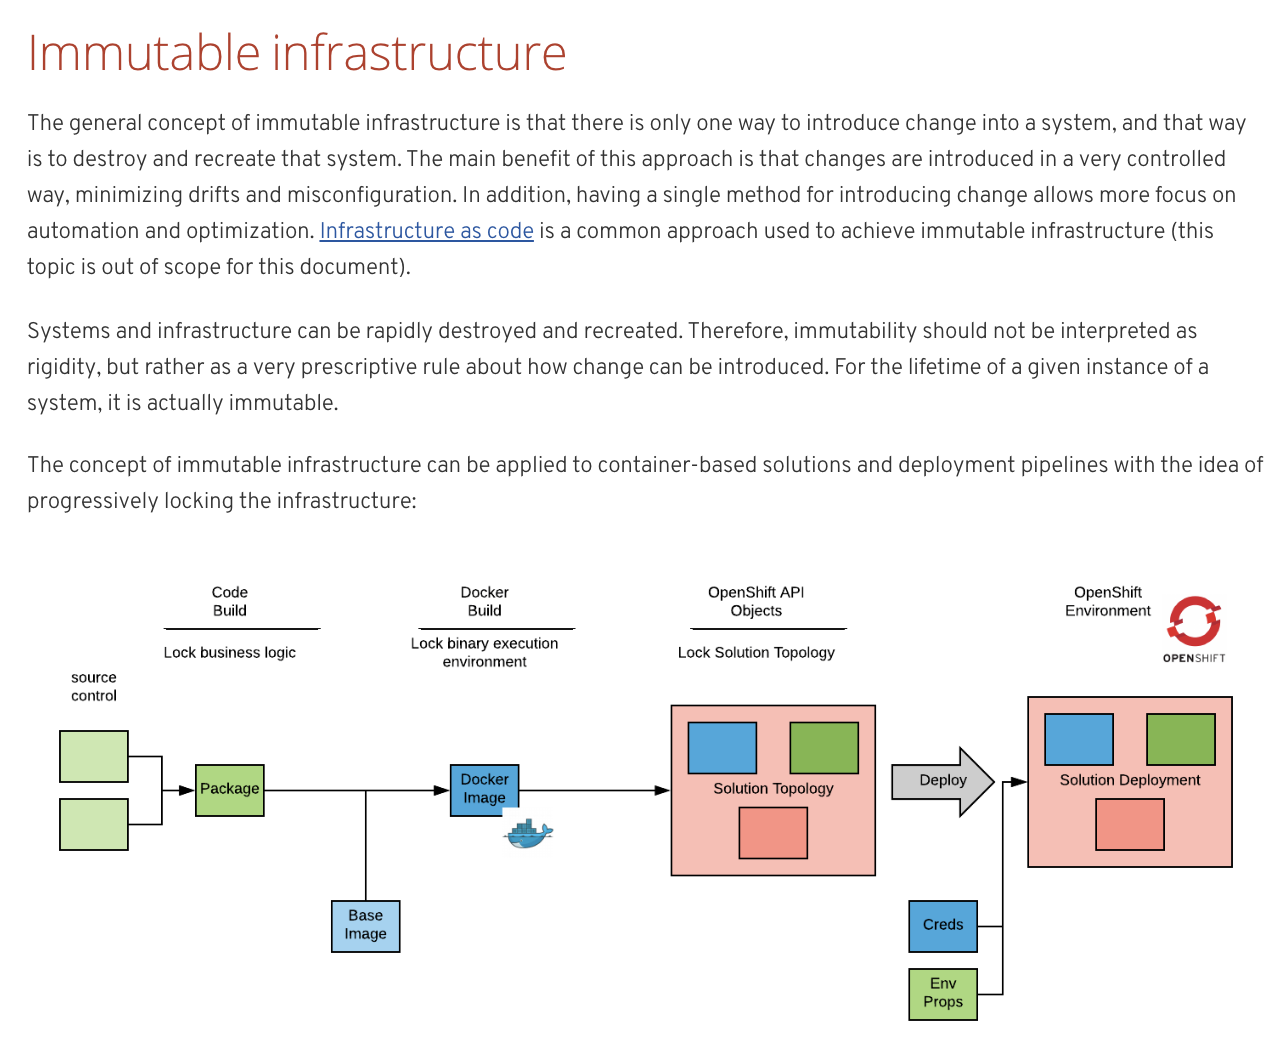 Immutable infrastructure
The general concept of immutable infrastructure is that there is only one way to introduce change into a system, and that way
is to destroy and recreate that system. The main benefit of this approach is that changes are introduced in a very controlled
way, minimizing drifts and misconfiguration. In addition, having a single method for introducing change allows more focus on
automation and optimization. Infrastructure as code is a common approach used to achieve immutable infrastructure (this
topic is out of scope for this document).
Systems and infrastructure can be rapidly destroyed and recreated. Therefore, immutability should not be interpreted as
rigidity, but rather as a very prescriptive rule about how change can be introduced. For the lifetime of a given instance of a
system, it is actually immutable.
The concept of immutable infrastructure can be applied to container-based solutions and deployment pipelines with the idea of
progressively locking the infrastructure:
Code
Build
Lock business logic
Docker
Build
Lock binary execution
environment
OpenShift API
Objects
Lock Solution Topology
OpenShift
Environment
OPENSHIFT
source
control
Package
Docker
Image
Base
Image
Solution Topology
Deploy
Solution Deployment
Creds
Env
Props